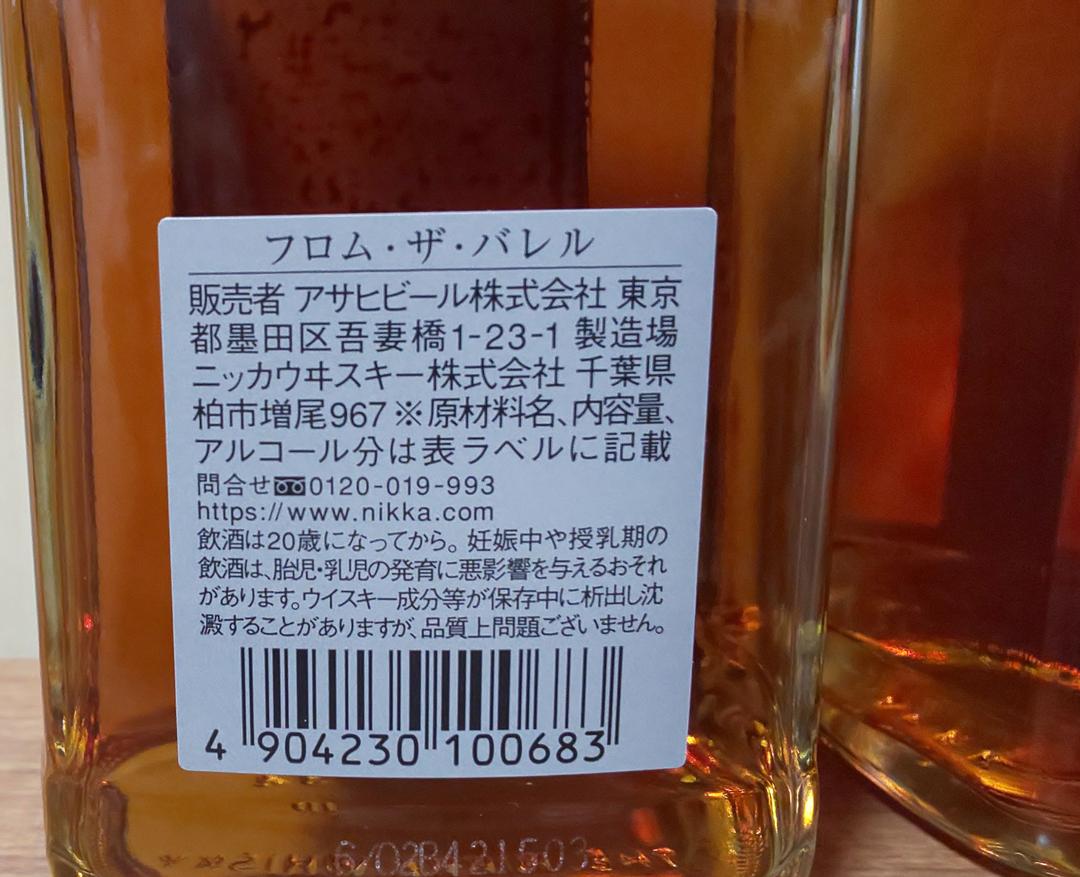 フロム・ザ・バレル
販売者 アサヒビール株式会社 東京
都墨田区吾妻橋1-23-1 製造場
ニッカウヰスキー株式会社 千葉県
柏市増尾967 ※原材料名、内容量、
アルコール分は表ラベルに記載
問合せ 0120-019-993
https://www.nikka.com
飲酒は20歳になってから。妊娠中や授乳期の
飲酒は、胎児・乳児の発育に悪影響を与えるおそれ
があります。ウイスキー成分等が保存中に析出し沈
澱することがありますが、品質上問題ございません。
4 904230 100683